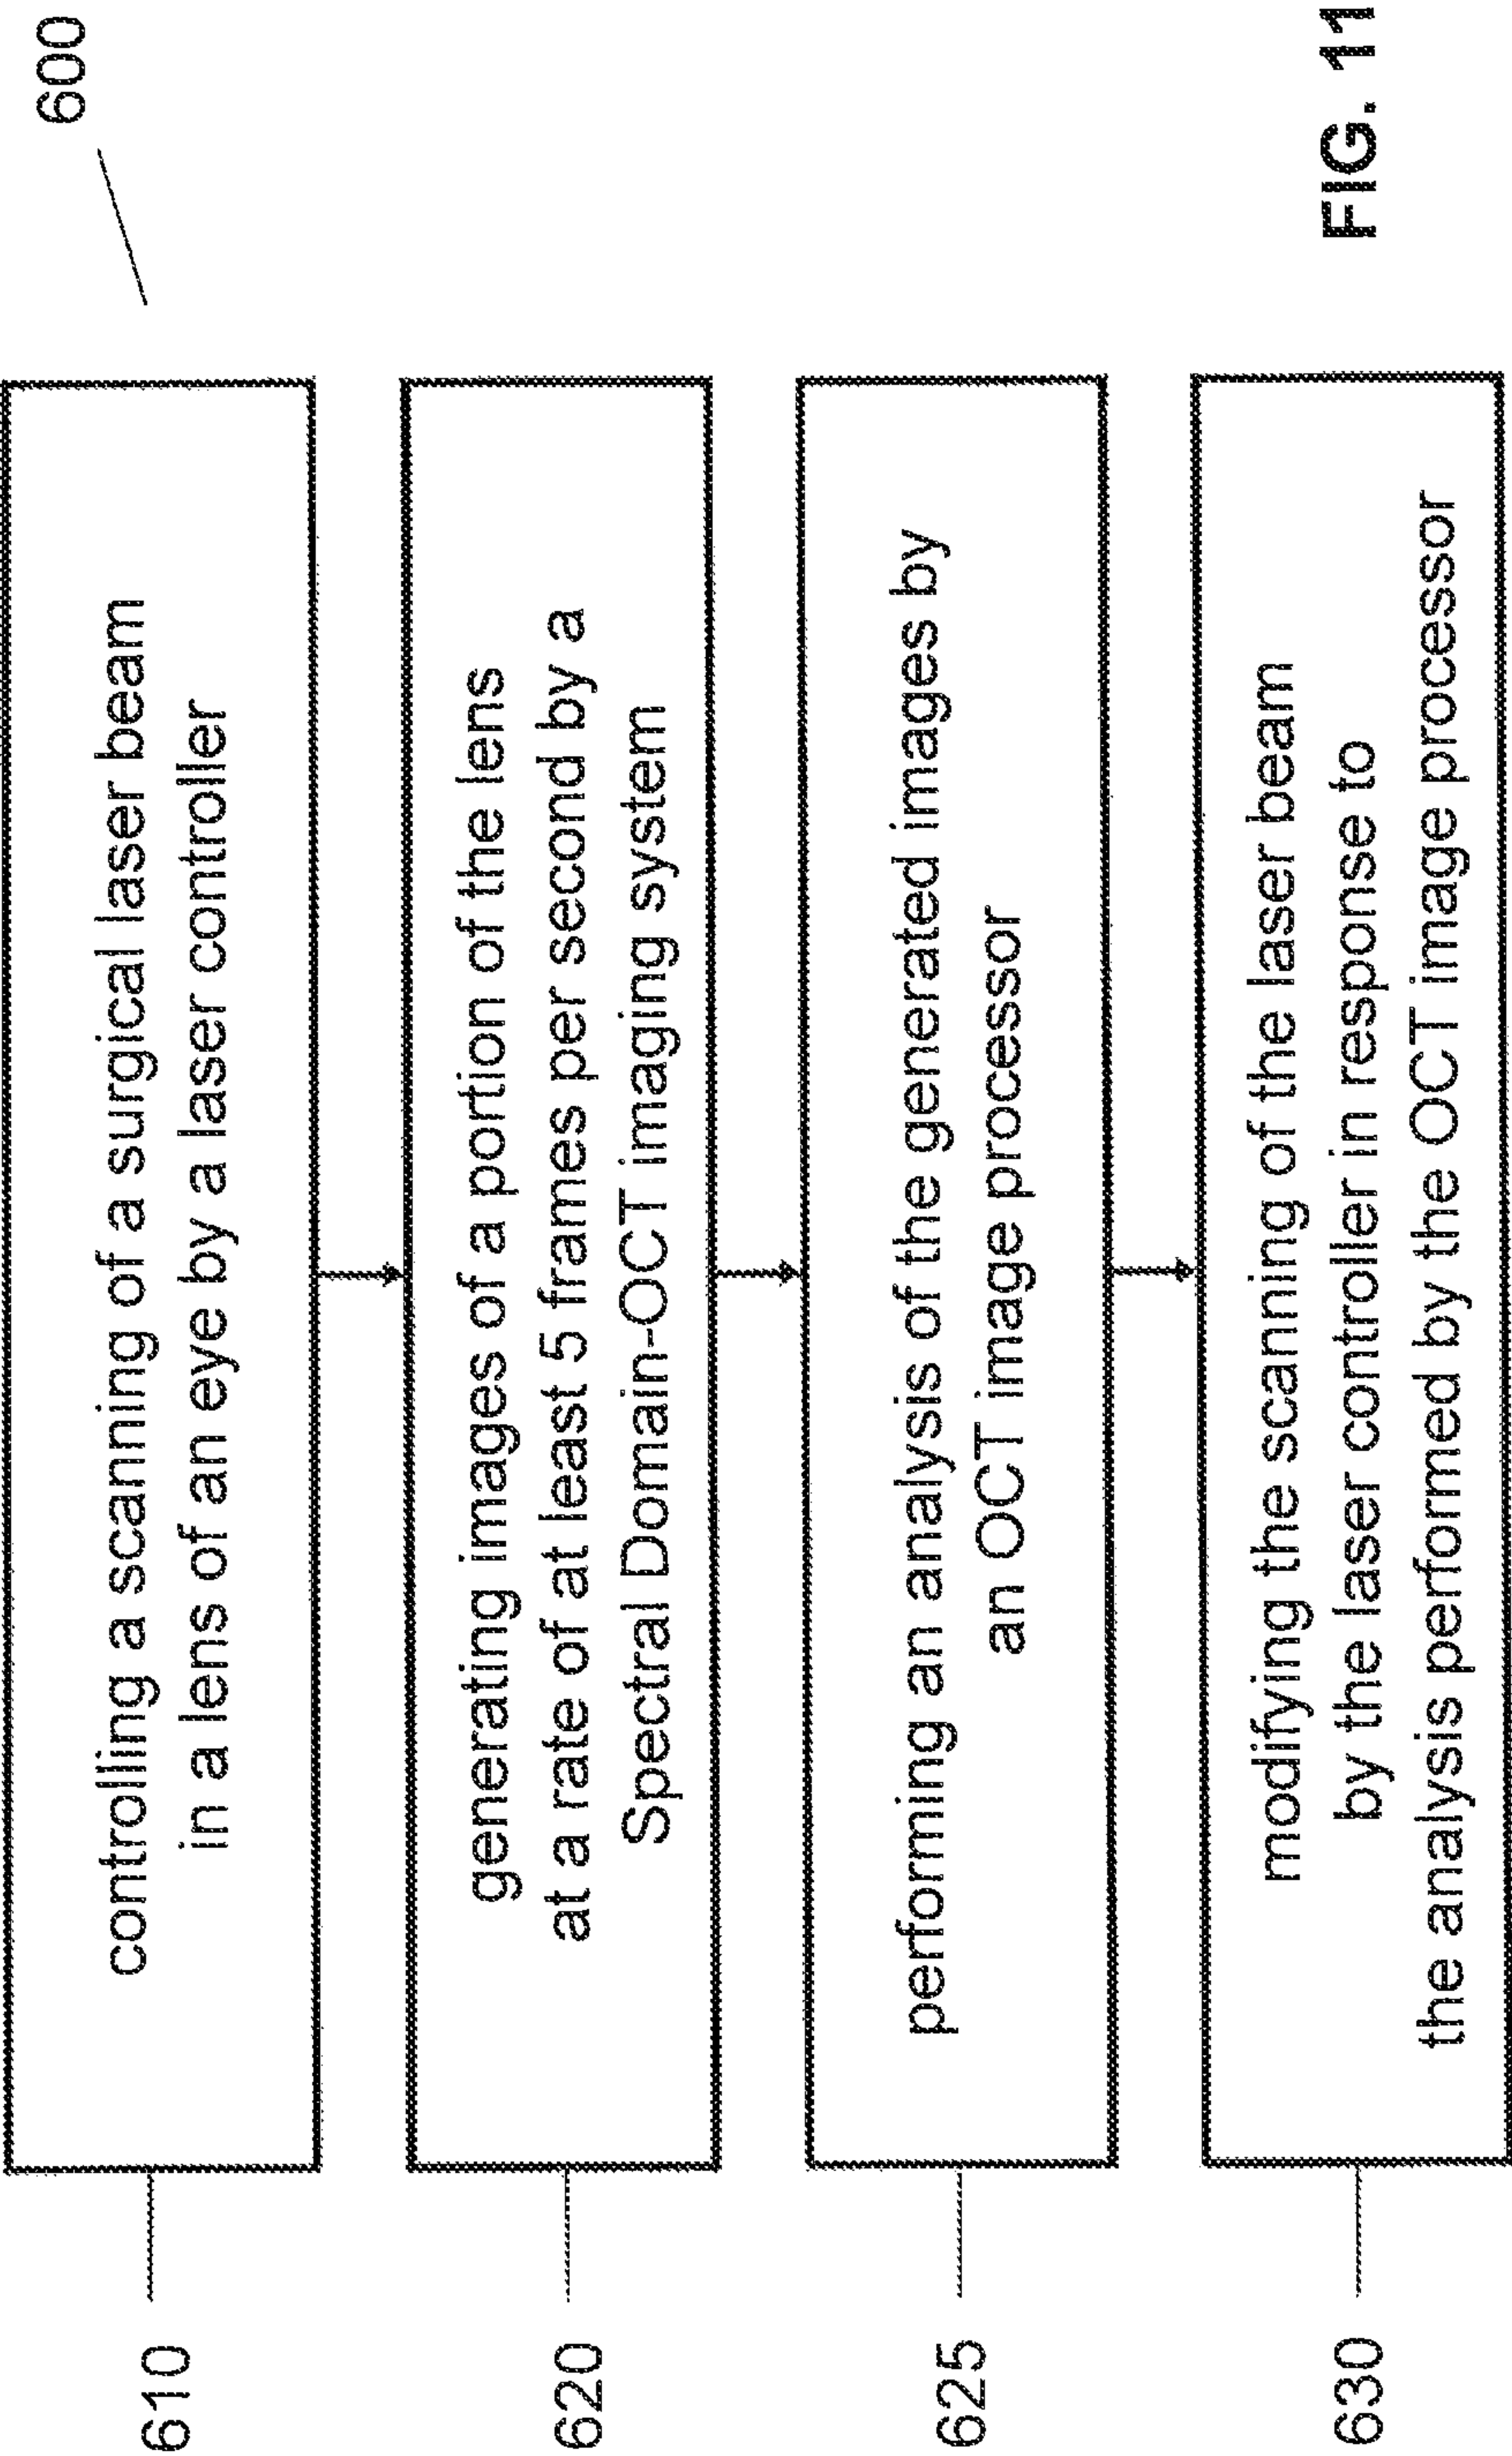 600
610
controlling a scanning of a surgical laser beam
in a lens of an eye by a laser controller
620
generating images of a portion of the lens
at a rate of at least 5 frames per second by a
Spectral Domain-OCT imaging system
625
performing an analysis of the generated images by
an OCT image processor
630
modifying the scanning of the laser beam
by the laser controller in response to
the analysis performed by the OCT image processor
FIG. 11